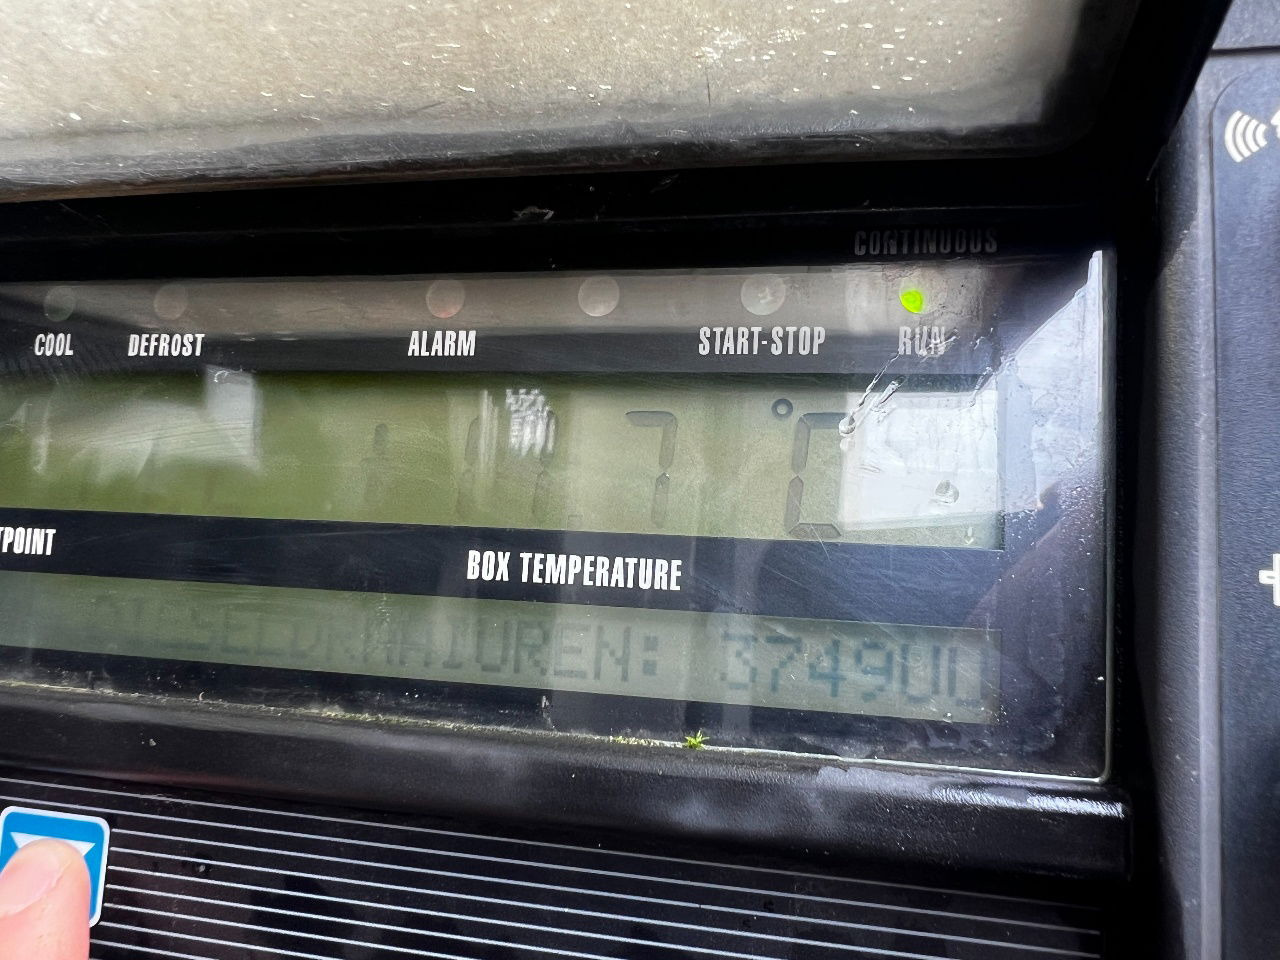 CONTINUOUS
COOL DEFROST ALARM START-STOP RUN
7 °C
TPOINT BOX TEMPERATURE
3749UU